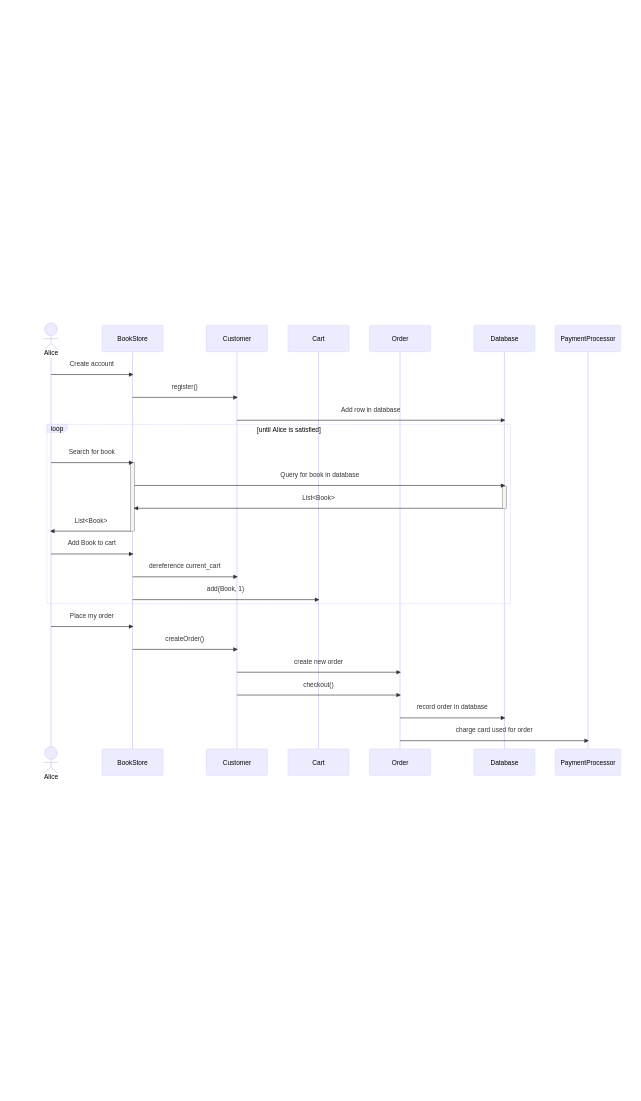 Alice
BookStore
Customer
Cart
Order
Database
PaymentProcessor
Create account
register()
Add row in database
loop
[until Alice is satisfied]
Search for book
Query for book in database
List<Book>
List<Book>
Add Book to cart
dereference current_cart
add(Book, 1)
Place my order
createOrder()
create new order
checkout()
record order in database
charge card used for order
Alice
BookStore
Customer
Cart
Order
Database
PaymentProcessor